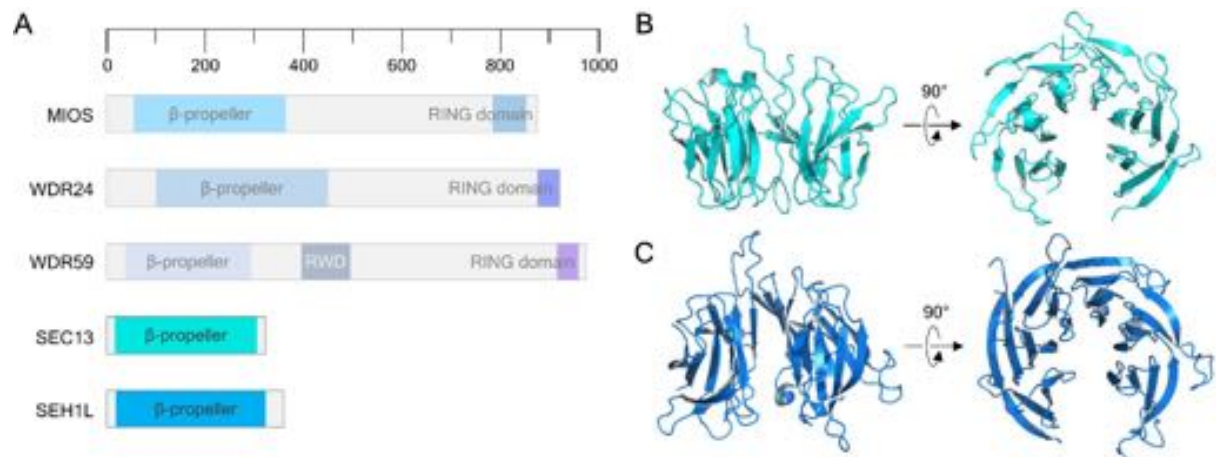 A
0 200 400 600 800 1000
MIOS β-propeller RING domain
WDR24 β-propeller RING domain
WDR59 β-propeller RWD RING domain
SEC13 β-propeller
SEH1L β-propeller
B
90°
C
90°